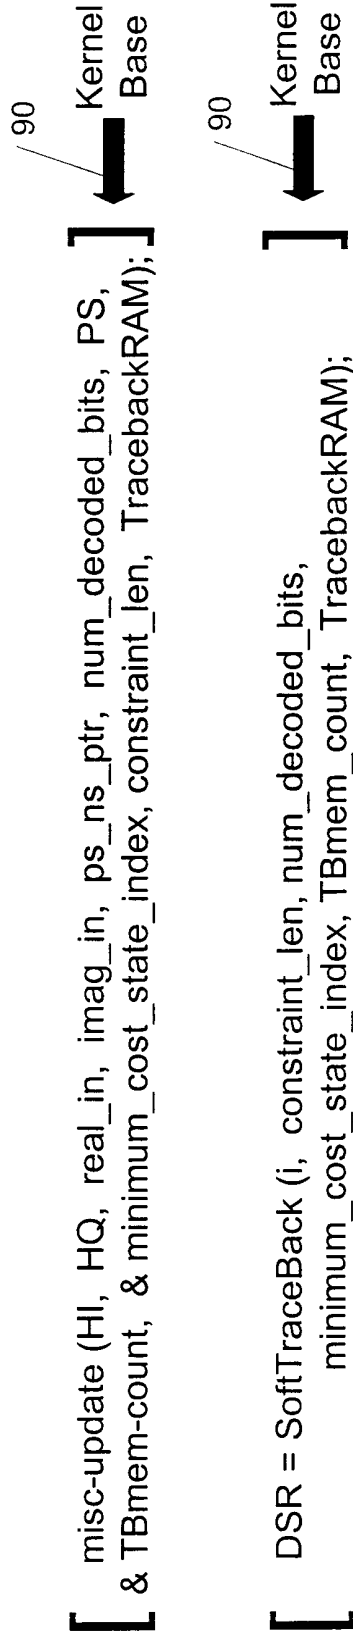 [ misc-update (HI, HQ, real_in, imag_in, ps_ns_ptr, num_decoded_bits, PS,
& TBmem-count, & minimum_cost_state_index, constraint_len, TracebackRAM); ]
90
Kernel
Base
[ DSR = SoftTraceBack (i, constraint_len, num_decoded_bits,
minimum_cost_state_index, TBmem_count, TracebackRAM); ]
90
Kernel
Base